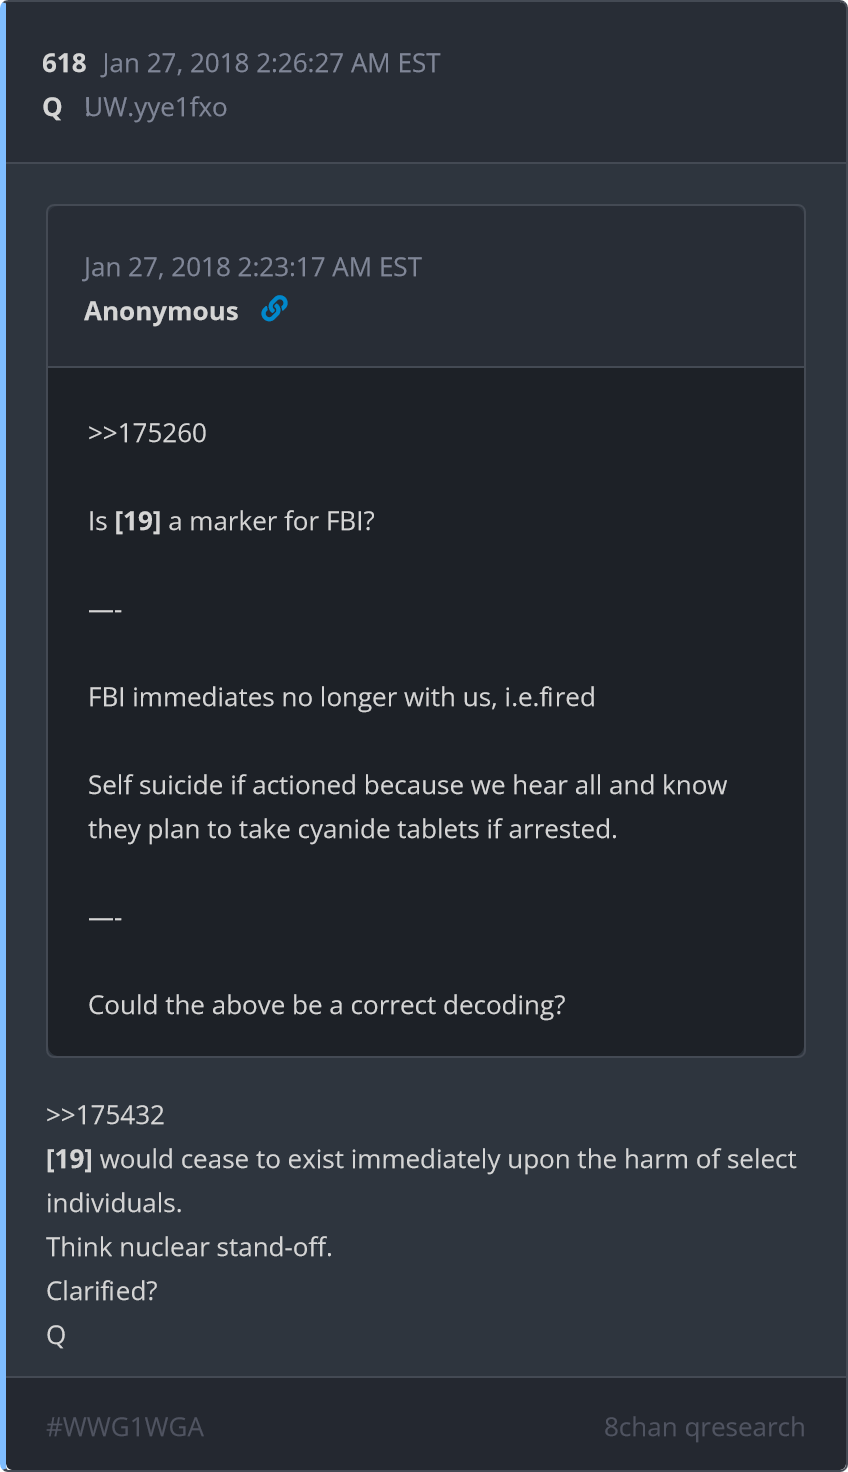 618 Jan 27, 2018 2:26:27 AM EST
Q UW.yye1fxo
Jan 27, 2018 2:23:17 AM EST
Anonymous
>>175260
Is [19] a marker for FBI?
—-
FBI immediates no longer with us, i.e.fired
Self suicide if actioned because we hear all and know
they plan to take cyanide tablets if arrested.
—-
Could the above be a correct decoding?
>>175432
[19] would cease to exist immediately upon the harm of select
individuals.
Think nuclear stand-off.
Clarified?
Q
#WWG1WGA 8chan qresearch